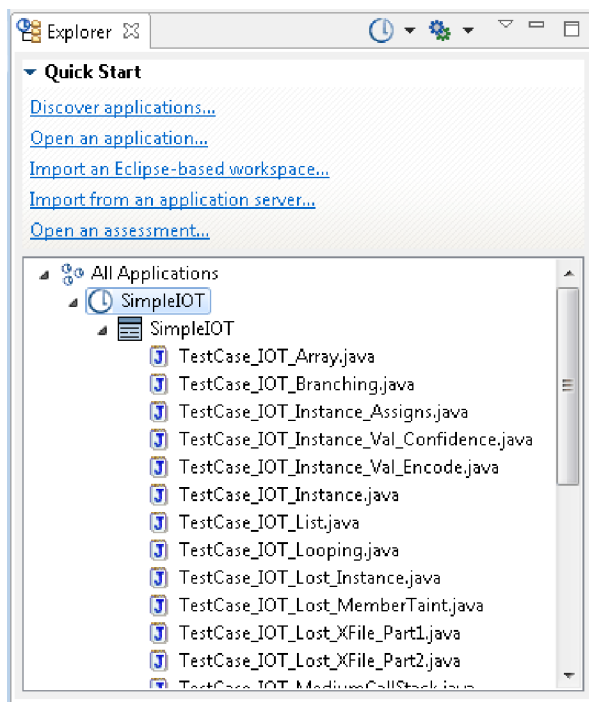 Explorer
Quick Start
Discover applications...
Open an application...
Import an Eclipse-based workspace...
Import from an application server...
Open an assessment...
All Applications
SimpleIOT
SimpleIOT
TestCase_IOT_Array.java
TestCase_IOT_Branching.java
TestCase_IOT_Instance_Assigns.java
TestCase_IOT_Instance_Val_Confidence.java
TestCase_IOT_Instance_Val_Encode.java
TestCase_IOT_Instance.java
TestCase_IOT_List.java
TestCase_IOT_Looping.java
TestCase_IOT_Lost_Instance.java
TestCase_IOT_Lost_MemberTaint.java
TestCase_IOT_Lost_XFile_Part1.java
TestCase_IOT_Lost_XFile_Part2.java
TestCase_IOT_MediumCallStack.java